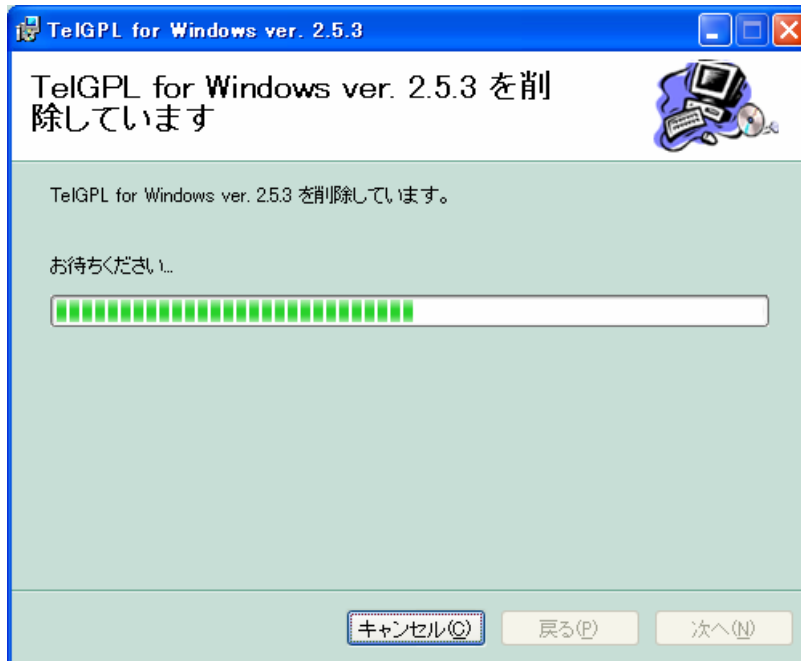 TelGPL for Windows ver. 2.5.3
TelGPL for Windows ver. 2.5.3 を削
除しています
TelGPL for Windows ver. 2.5.3 を削除しています。
お待ちください...
キャンセル(C)
戻る(P)
次へ(N)